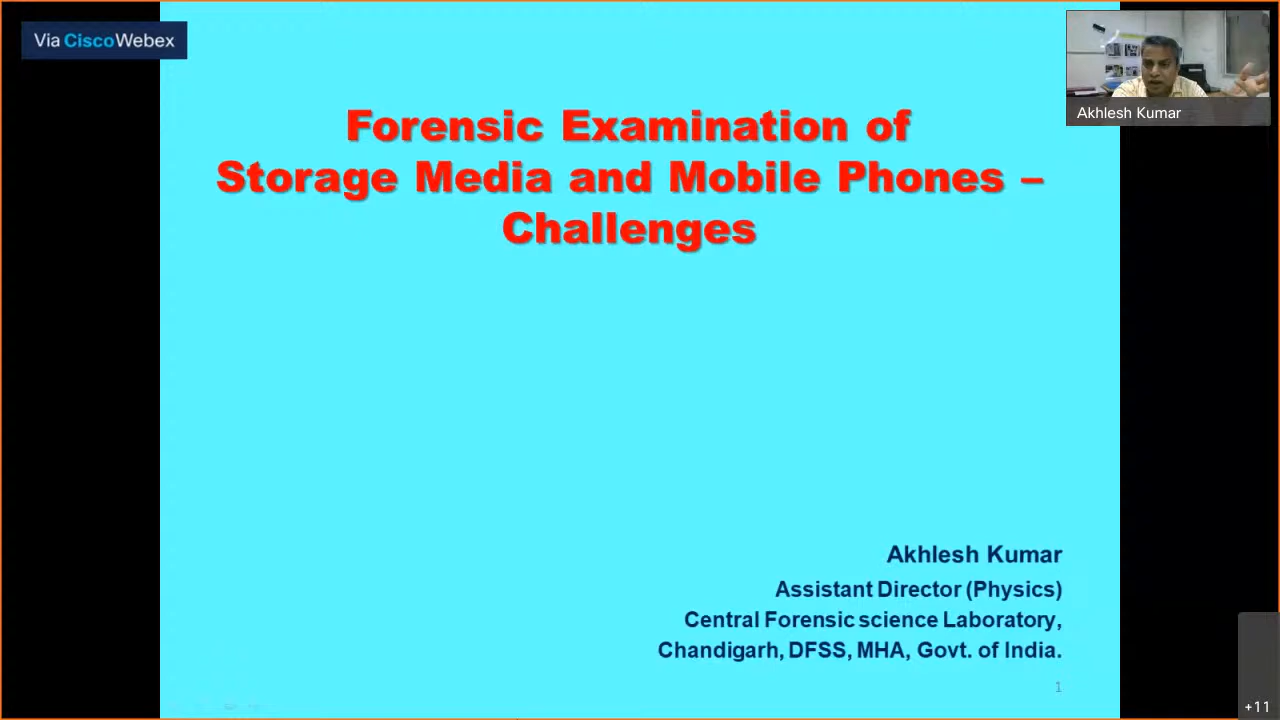 Via CiscoWebex
Akhlesh Kumar
Forensic Examination of
Storage Media and Mobile Phones –
Challenges
Akhlesh Kumar
Assistant Director (Physics)
Central Forensic science Laboratory,
Chandigarh, DFSS, MHA, Govt. of India.
1
+11